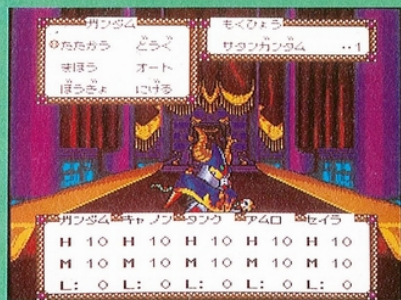 ガンダム
たたかう どうぐ
まほう オート
ぼうぎょ にげる
もくひょう
サタンガンダム ‥1
ガンダム キャノン タンク アムロ セイラ
H 10 H 10 H 10 H 10 H 10
M 10 M 10 M 10 M 10 M 10
L: 0 L: 0 L: 0 L: 0 L: 0